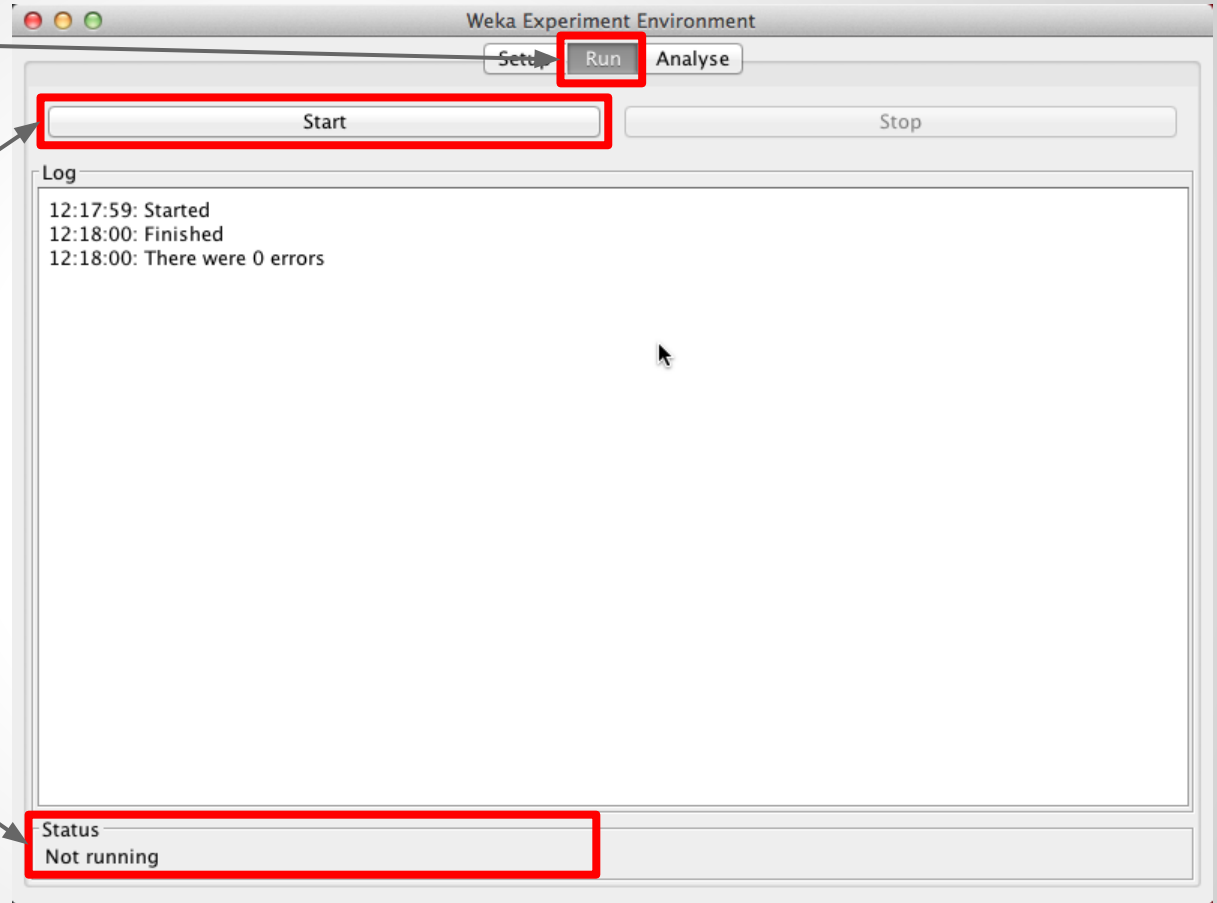 Weka Experiment Environment
Setup Run Analyse
Start Stop
Log
12:17:59: Started
12:18:00: Finished
12:18:00: There were 0 errors
Status
Not running